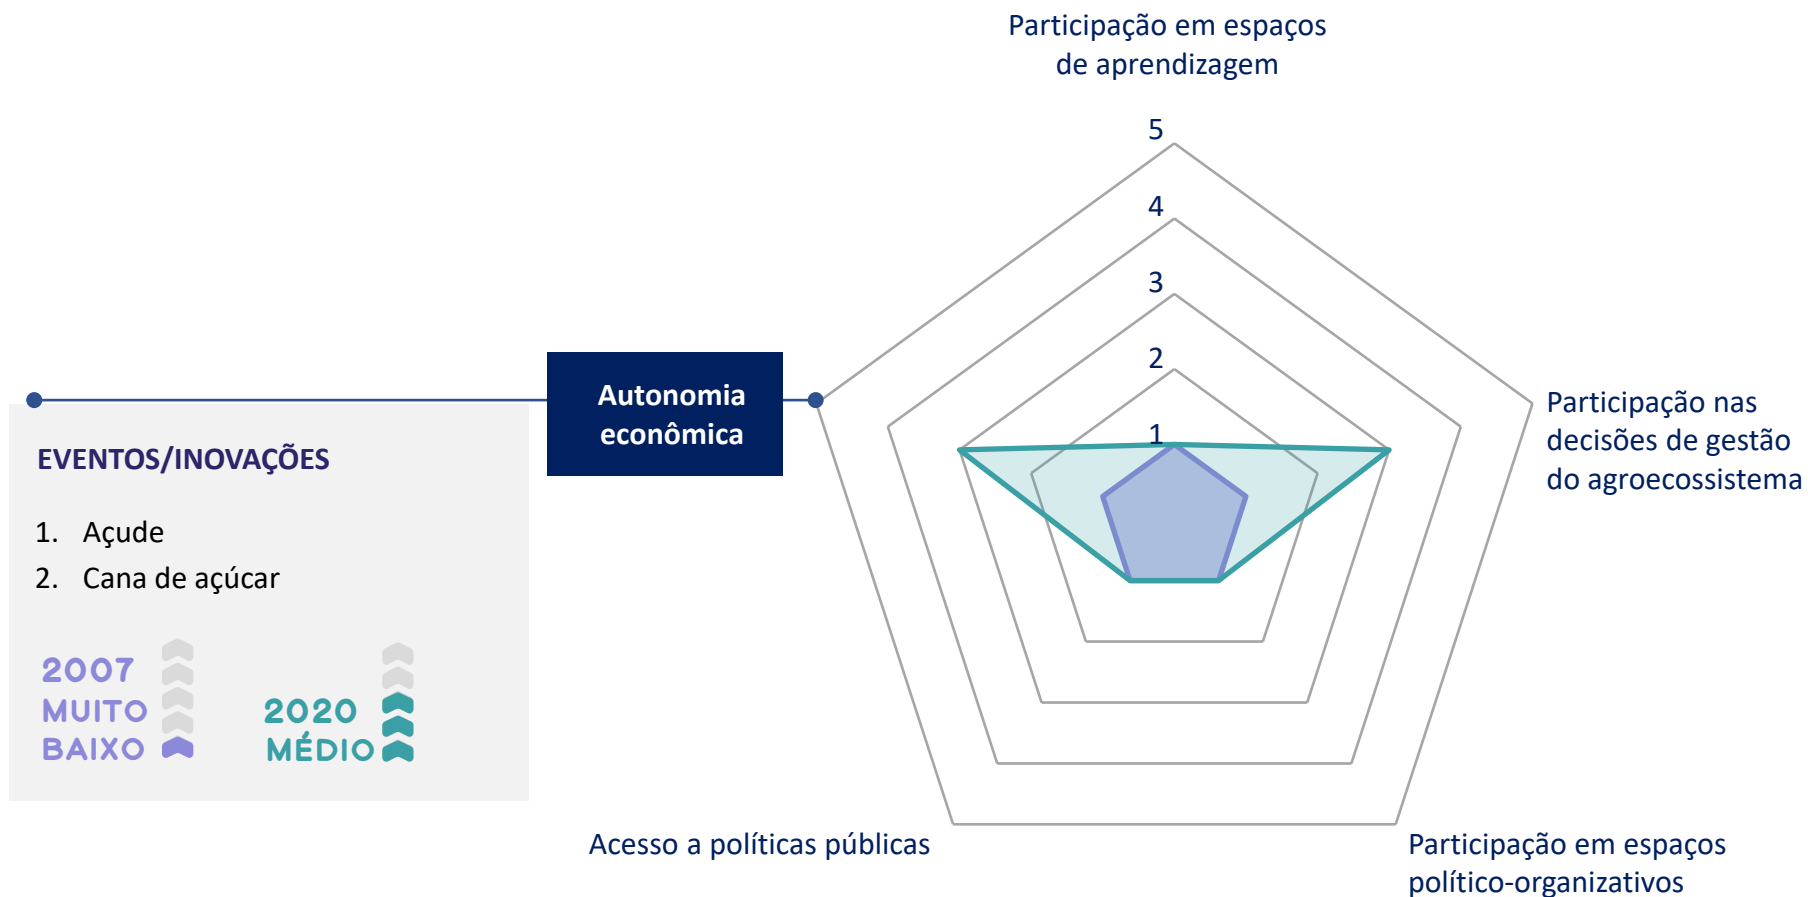 Participação em espaços
de aprendizagem
5
4
3
2
1
Autonomia
econômica
Participação nas
decisões de gestão
do agroecossistema
EVENTOS/INOVAÇÕES
1. Açude
2. Cana de açúcar
2007
MUITO
BAIXO
2020
MÉDIO
Acesso a políticas públicas
Participação em espaços
político-organizativos